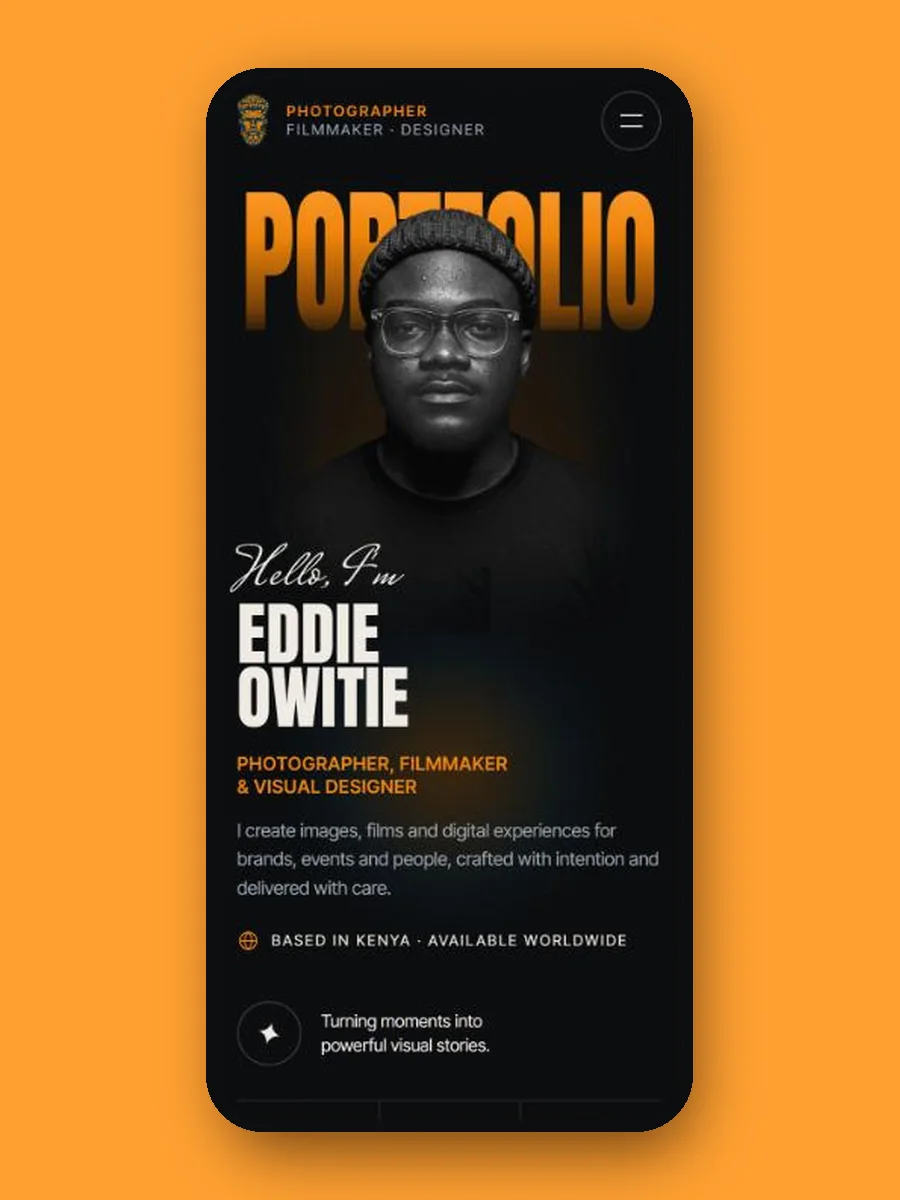 PHOTOGRAPHER
FILMMAKER · DESIGNER
PORTFOLIO
Hello, I'm
EDDIE
OWITIE
PHOTOGRAPHER, FILMMAKER
& VISUAL DESIGNER
I create images, films and digital experiences for
brands, events and people, crafted with intention and
delivered with care.
BASED IN KENYA · AVAILABLE WORLDWIDE
Turning moments into
powerful visual stories.